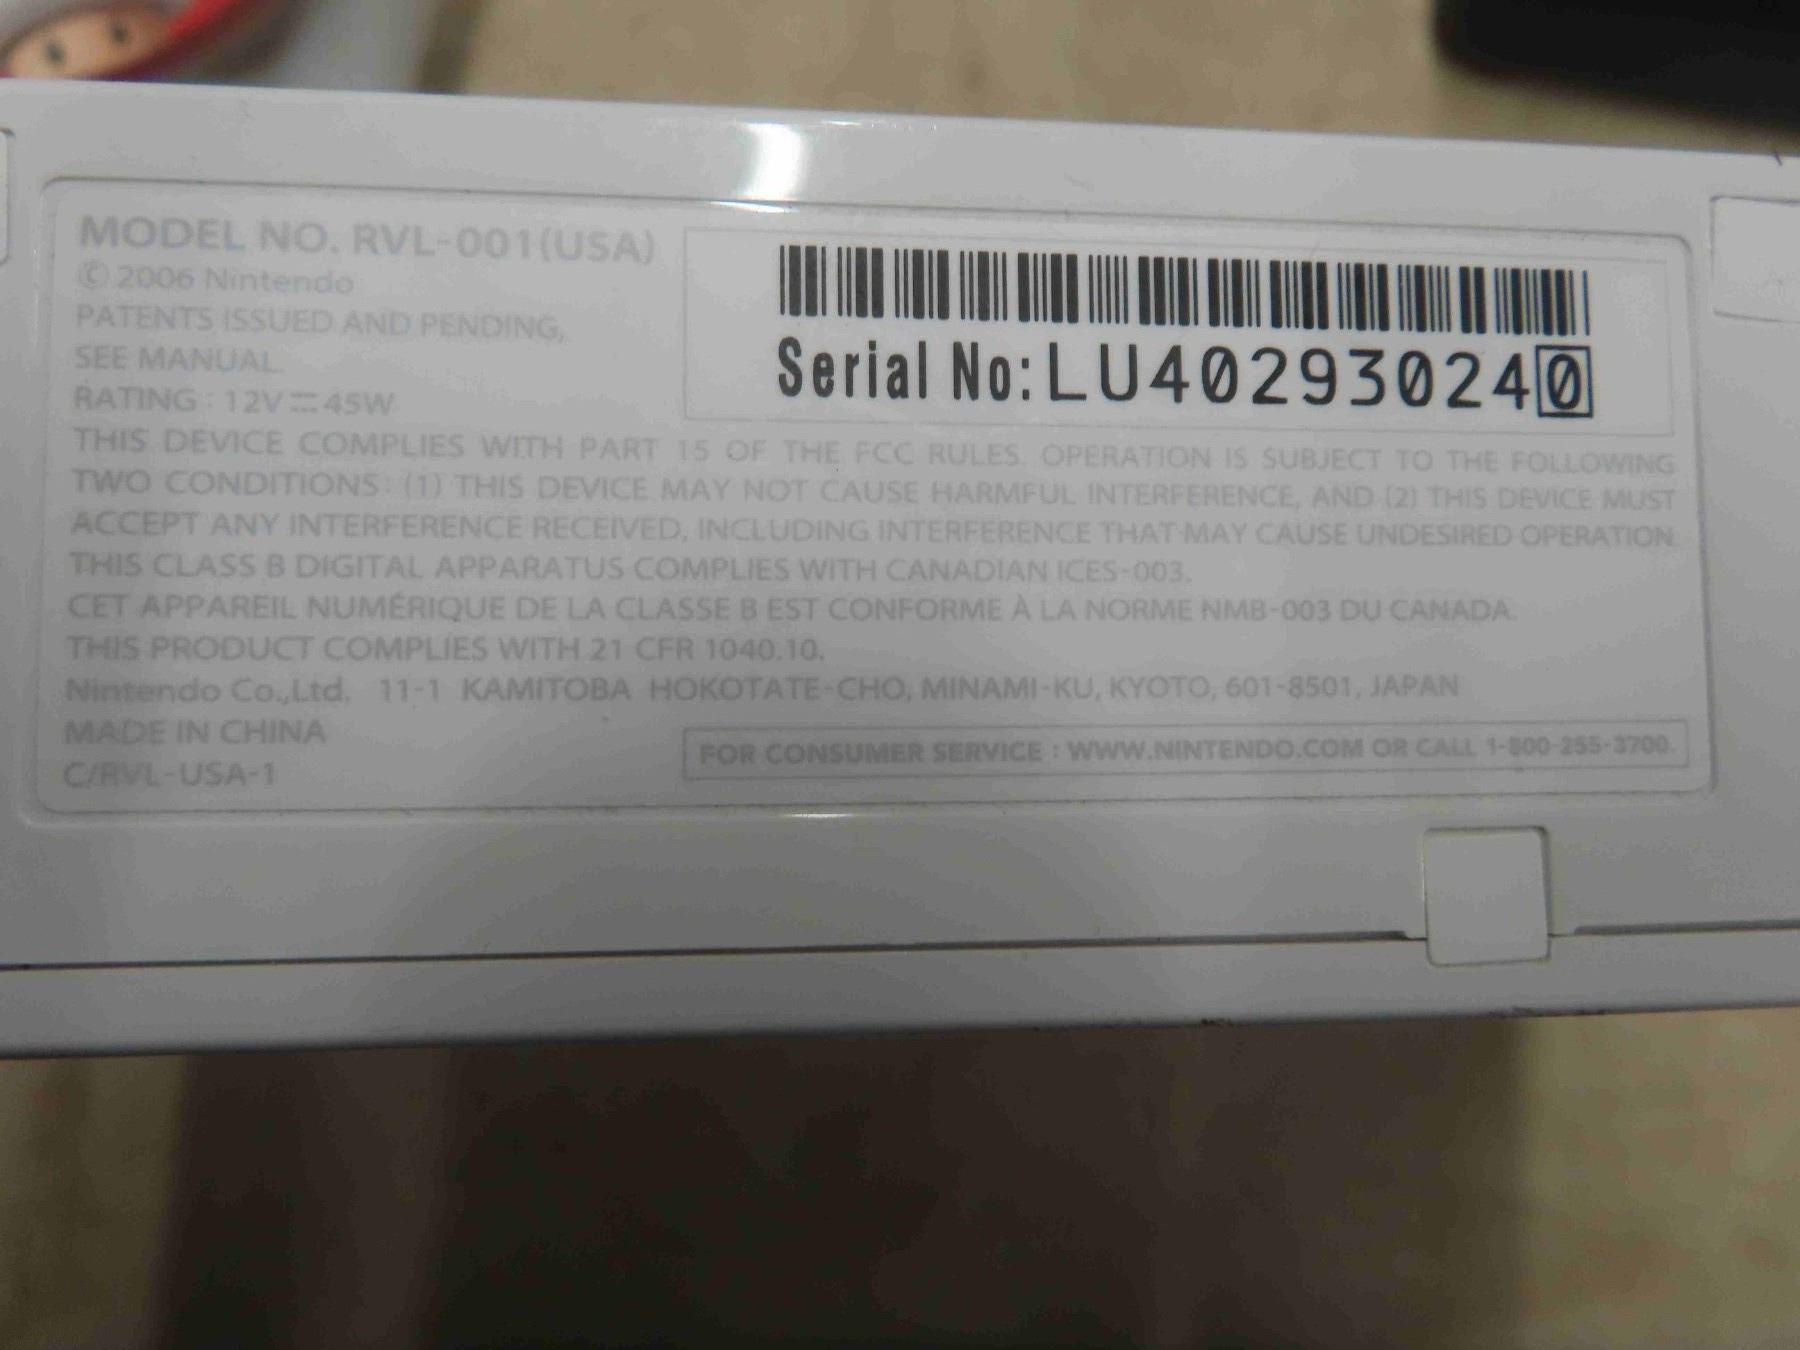 MODEL NO. RVL-001(USA)
© 2006 Nintendo
PATENTS ISSUED AND PENDING,
SEE MANUAL.
RATING : 12V ⎓ 45W
Serial No:LU402930240
THIS DEVICE COMPLIES WITH PART 15 OF THE FCC RULES. OPERATION IS SUBJECT TO THE FOLLOWING
TWO CONDITIONS: (1) THIS DEVICE MAY NOT CAUSE HARMFUL INTERFERENCE, AND (2) THIS DEVICE MUST
ACCEPT ANY INTERFERENCE RECEIVED, INCLUDING INTERFERENCE THAT MAY CAUSE UNDESIRED OPERATION.
THIS CLASS B DIGITAL APPARATUS COMPLIES WITH CANADIAN ICES-003.
CET APPAREIL NUMÉRIQUE DE LA CLASSE B EST CONFORME À LA NORME NMB-003 DU CANADA.
THIS PRODUCT COMPLIES WITH 21 CFR 1040.10.
Nintendo Co.,Ltd. 11-1 KAMITOBA HOKOTATE-CHO, MINAMI-KU, KYOTO, 601-8501, JAPAN
MADE IN CHINA
C/RVL-USA-1
FOR CONSUMER SERVICE : WWW.NINTENDO.COM OR CALL 1-800-255-3700.